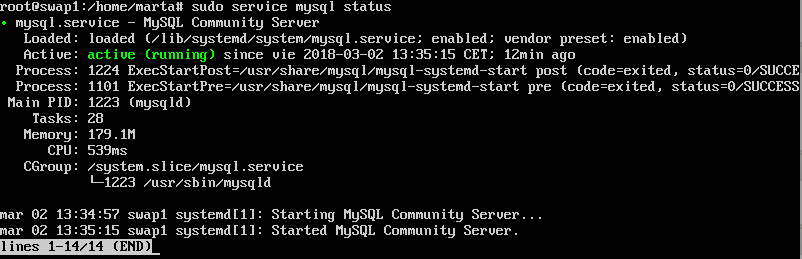 root@swap1:/home/marta# sudo service mysql status
• mysql.service - MySQL Community Server
   Loaded: loaded (/lib/systemd/system/mysql.service; enabled; vendor preset: enabled)
   Active: active (running) since vie 2018-03-02 13:35:15 CET; 12min ago
  Process: 1224 ExecStartPost=/usr/share/mysql/mysql-systemd-start post (code=exited, status=0/SUCCE
  Process: 1101 ExecStartPre=/usr/share/mysql/mysql-systemd-start pre (code=exited, status=0/SUCCESS
 Main PID: 1223 (mysqld)
    Tasks: 28
   Memory: 179.1M
      CPU: 539ms
   CGroup: /system.slice/mysql.service
           └─1223 /usr/sbin/mysqld

mar 02 13:34:57 swap1 systemd[1]: Starting MySQL Community Server...
mar 02 13:35:15 swap1 systemd[1]: Started MySQL Community Server.
lines 1-14/14 (END)